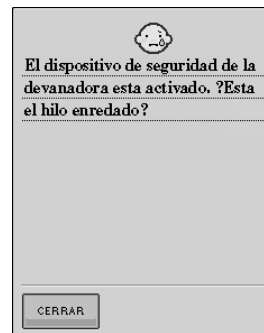 El dispositivo de seguridad de la
devanadora esta activado. ?Esta
el hilo enredado?
CERRAR